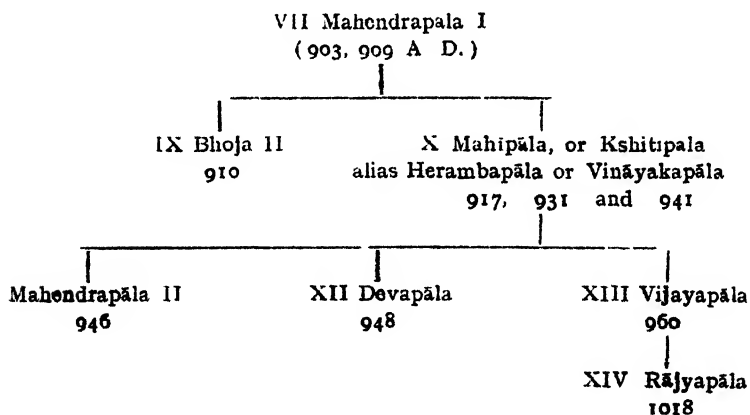 VII Mahendrapala I
(903, 909 A D.)
IX Bhoja II
910
X Mahipāla, or Kshitipala
alias Herambapāla or Vināyakapāla
917, 931 and 941
Mahendrapāla II
946
XII Devapāla
948
XIII Vijayapāla
960
XIV Rājyapāla
1018